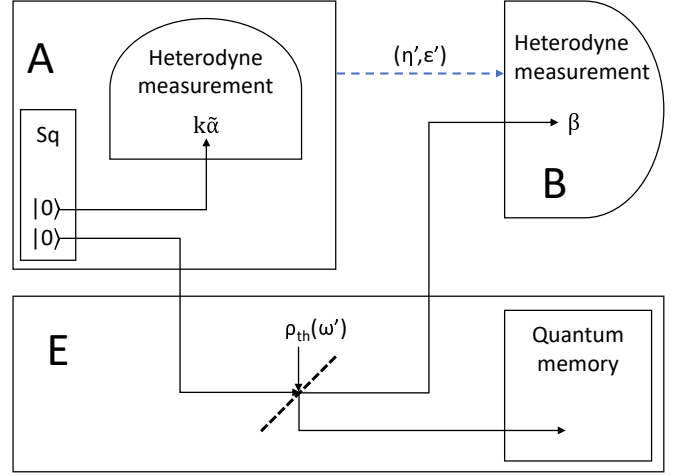 A
Heterodyne
measurement
kα̃
Sq
|0⟩
|0⟩
(η',ε')
Heterodyne
measurement
β
B
E
ρth(ω')
Quantum
memory